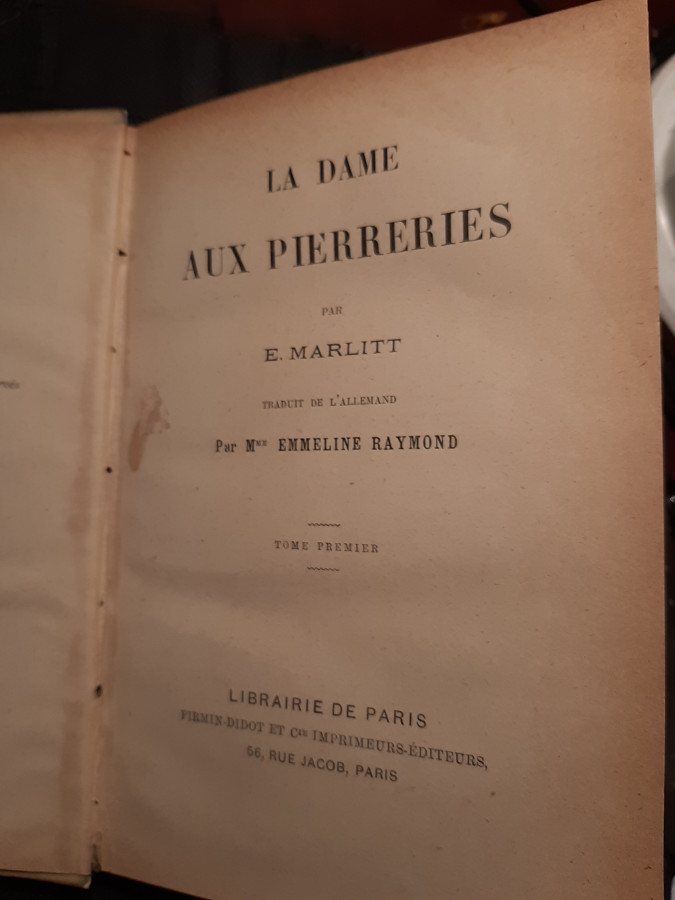 LA DAME
AUX PIERRERIES
PAR
E. MARLITT
TRADUIT DE L'ALLEMAND
Par Mme EMMELINE RAYMOND
TOME PREMIER
LIBRAIRIE DE PARIS
FIRMIN-DIDOT ET Cie IMPRIMEURS-ÉDITEURS,
56, RUE JACOB, PARIS